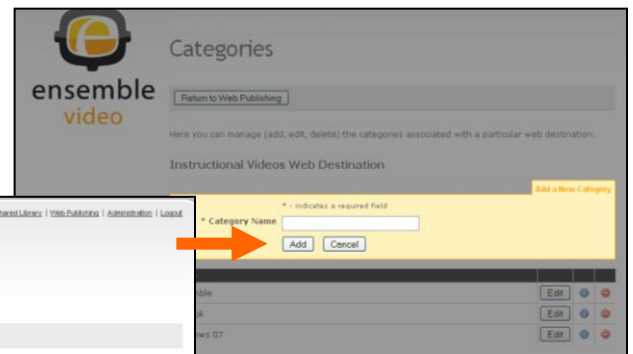 Categories
ensemble
video
Return to Web Publishing
Here you can manage (add, edit, delete) the categories associated with a particular web destination.
Instructional Videos Web Destination
Add a New Category
* - indicates a required field
* Category Name
Add Cancel
Library | Web Publishing | Administration | Logout
Edit
Edit
07 Edit